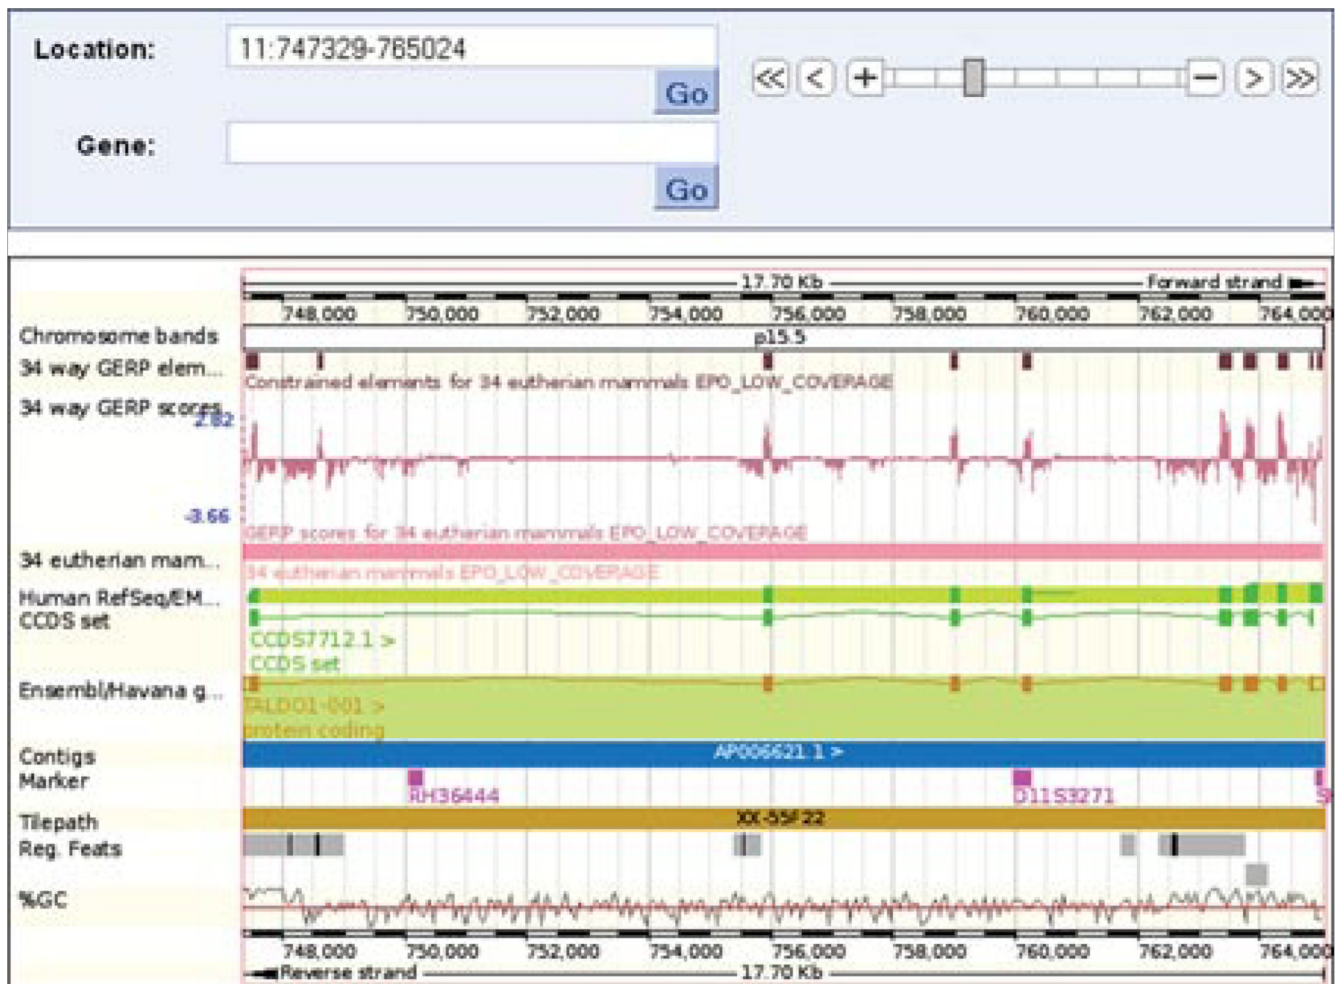 Location: 11:747329-765024
Go
Gene:
Go
<< < + − > >>
17.70 Kb Forward strand
748,000 750,000 752,000 754,000 756,000 758,000 760,000 762,000 764,000
Chromosome bands p15.5
34 way GERP elem...
Constrained elements for 34 eutherian mammals EPO_LOW_COVERAGE
34 way GERP scores
2.82
-3.66
GERP scores for 34 eutherian mammals EPO_LOW_COVERAGE
34 eutherian mam...
34 eutherian mammals EPO_LOW_COVERAGE
Human RefSeq/EM...
CCDS set
CCDS7712.1 >
CCDS set
Ensembl/Havana g...
TALDO1-001 >
protein coding
Contigs AP006621.1 >
Marker
RH36444 D11S3271 S
Tilepath XX-55F22
Reg. Feats
%GC
748,000 750,000 752,000 754,000 756,000 758,000 760,000 762,000 764,000
Reverse strand 17.70 Kb